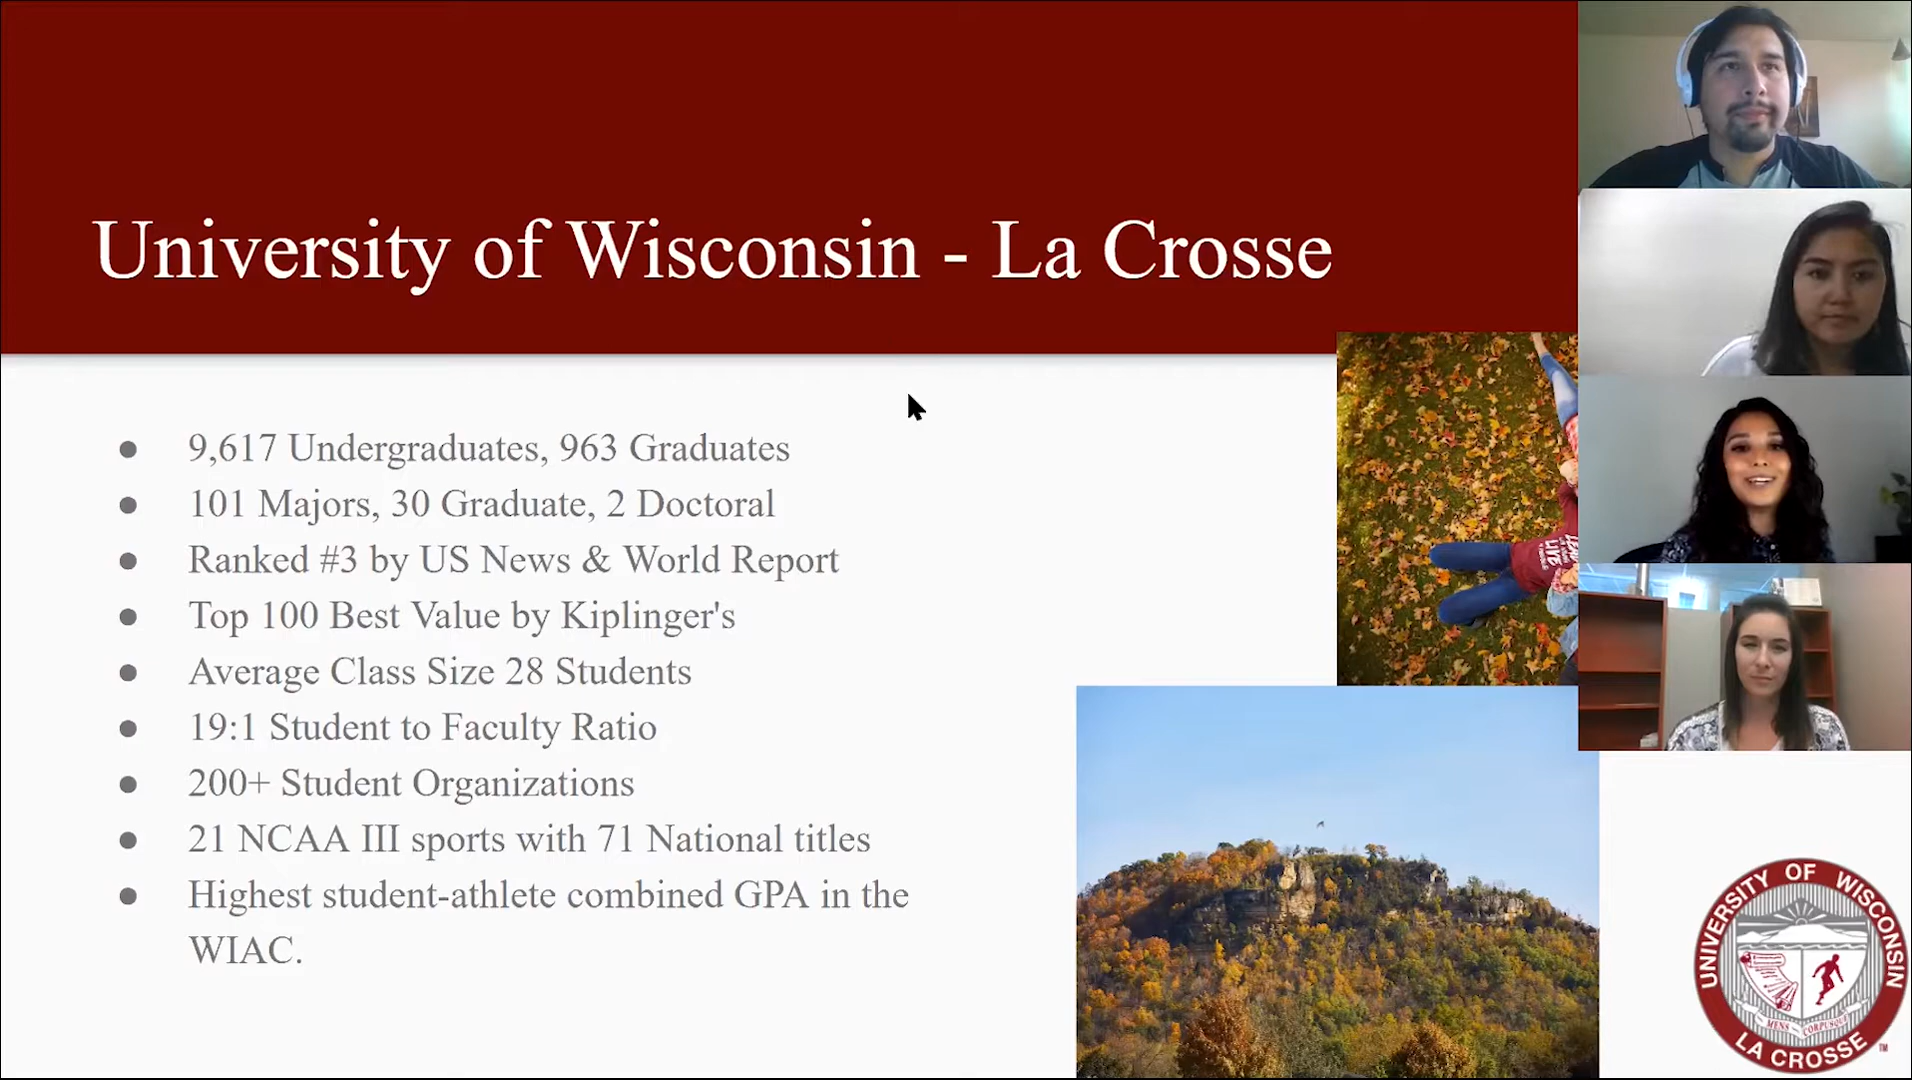 University of Wisconsin - La Crosse
● 9,617 Undergraduates, 963 Graduates
● 101 Majors, 30 Graduate, 2 Doctoral
● Ranked #3 by US News & World Report
● Top 100 Best Value by Kiplinger's
● Average Class Size 28 Students
● 19:1 Student to Faculty Ratio
● 200+ Student Organizations
● 21 NCAA III sports with 71 National titles
● Highest student-athlete combined GPA in the
WIAC.
LIVE
UNIVERSITY OF WISCONSIN
MENS CORPUSQUE
LA CROSSE
TM